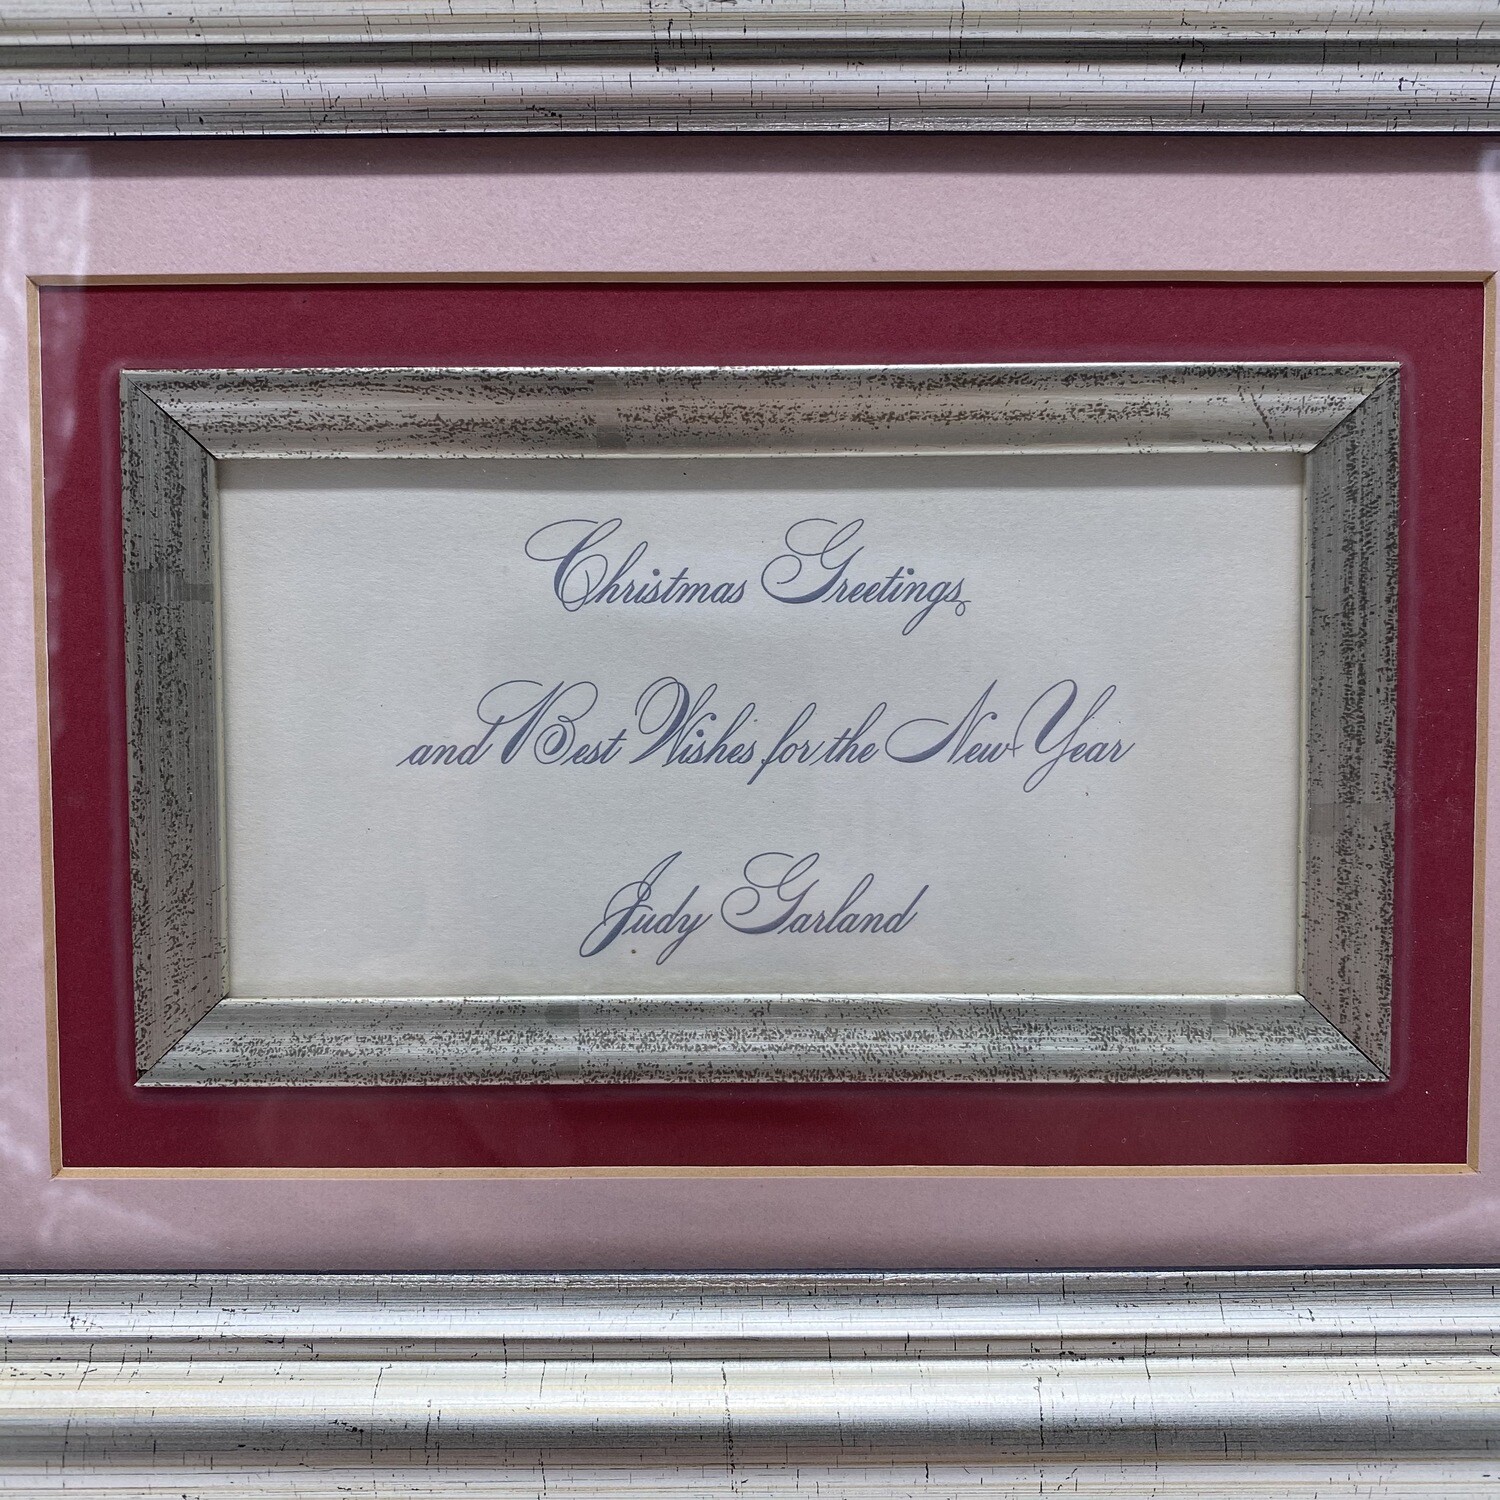 Christmas Greetings
and Best Wishes for the New Year
Judy Garland